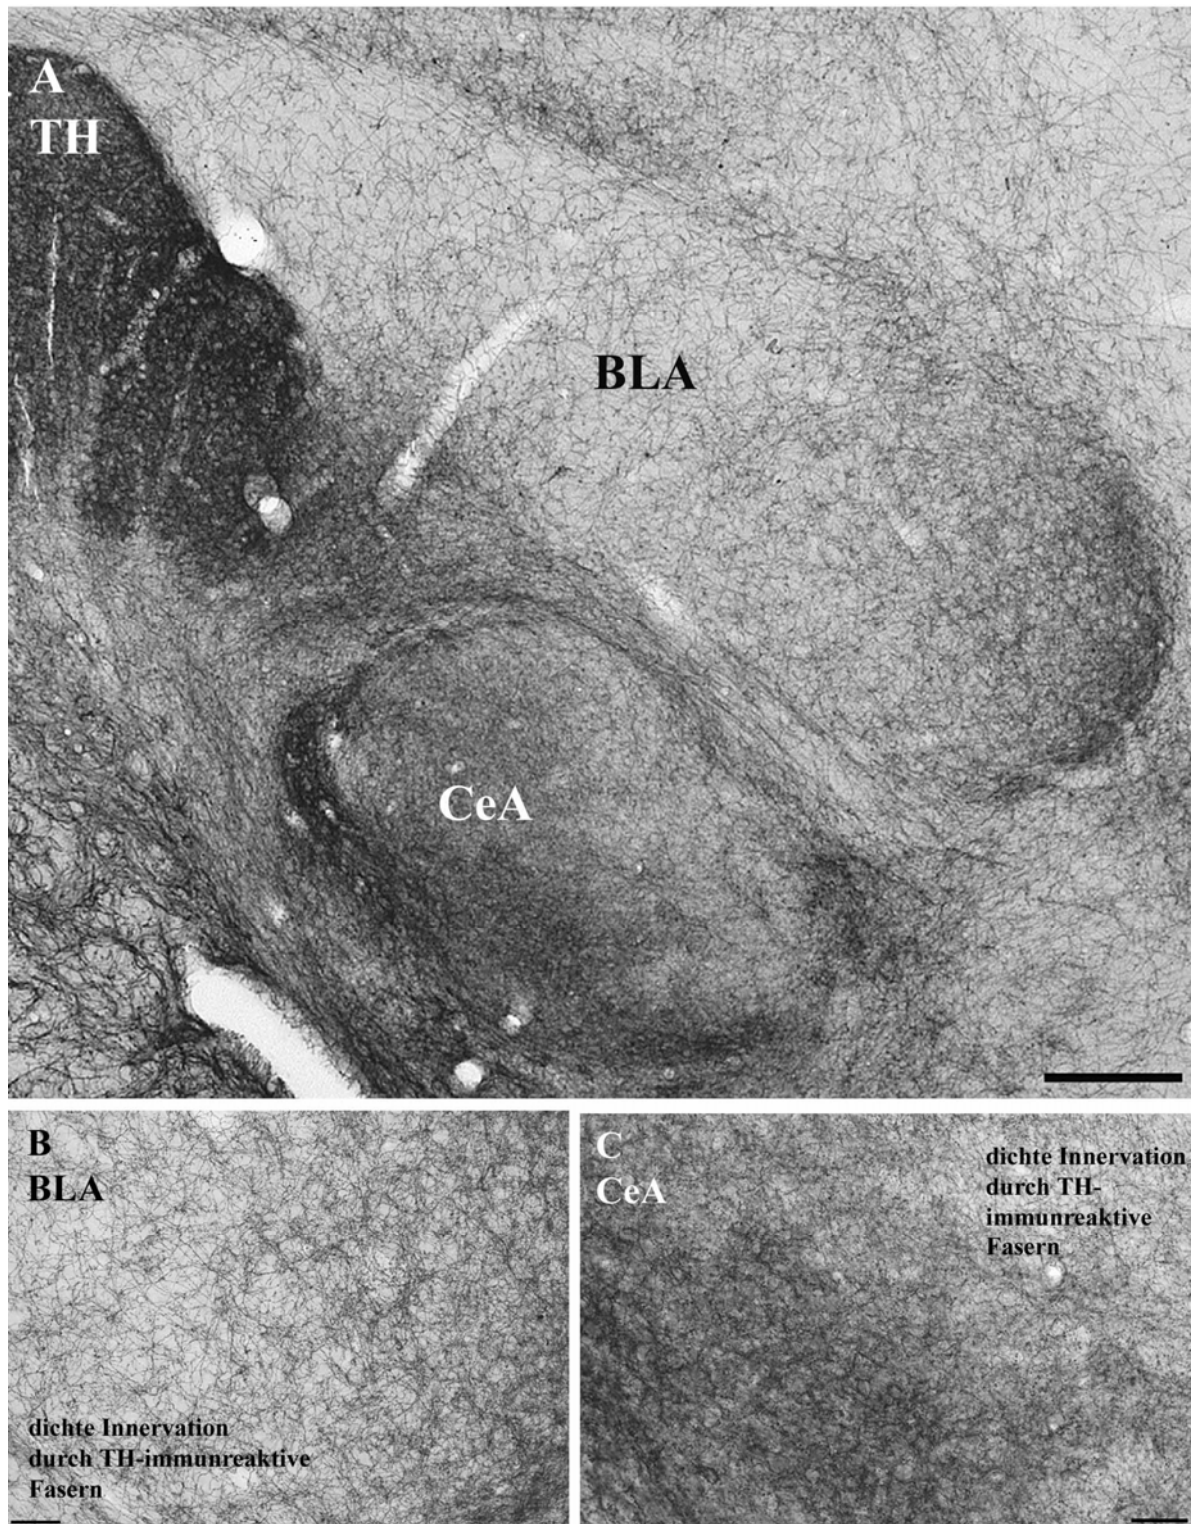 A
TH
BLA
CeA
B
BLA
dichte Innervation
durch TH-immunreaktive
Fasern
C
CeA
dichte Innervation
durch TH-
immunreaktive
Fasern